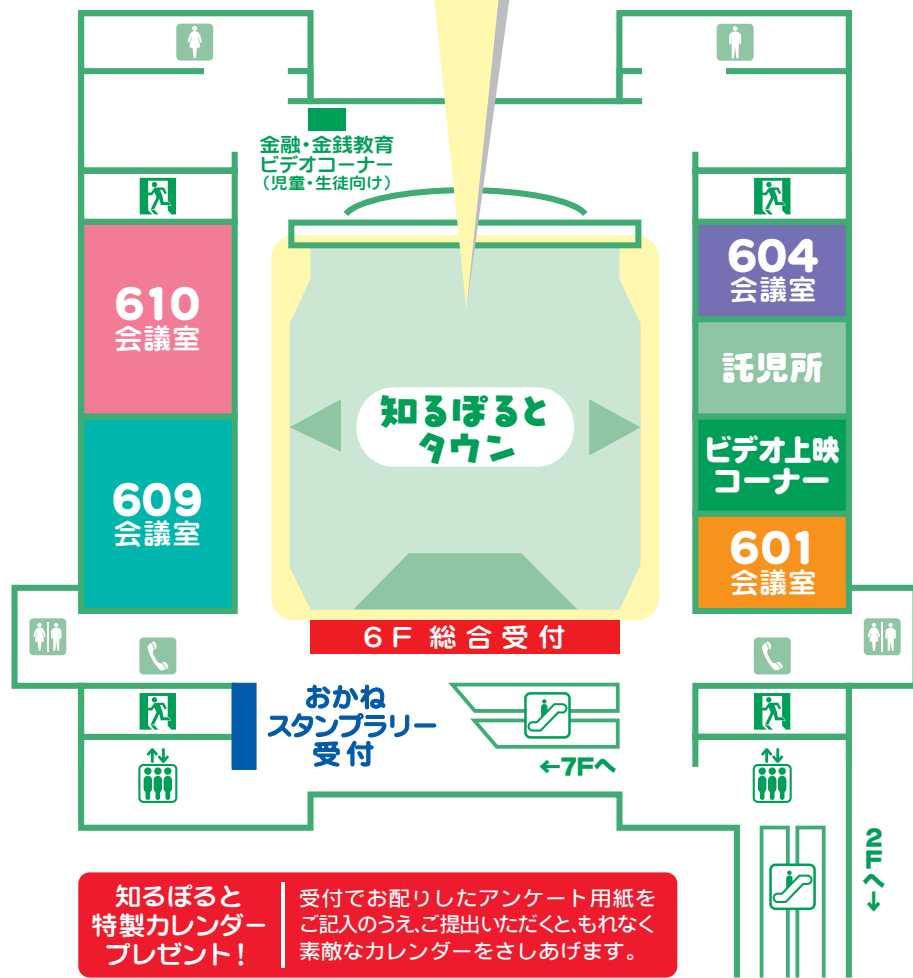 金融・金銭教育
ビデオコーナー
（児童・生徒向け）
610
会議室
609
会議室
知るぽると
タウン
604
会議室
託児所
ビデオ上映
コーナー
601
会議室
6F 総合受付
おかね
スタンプラリー
受付
←7Fへ
2Fへ↓
知るぽると
特製カレンダー
プレゼント！
受付でお配りしたアンケート用紙を
ご記入のうえ、ご提出いただくと、もれなく
素敵なカレンダーをさしあげます。